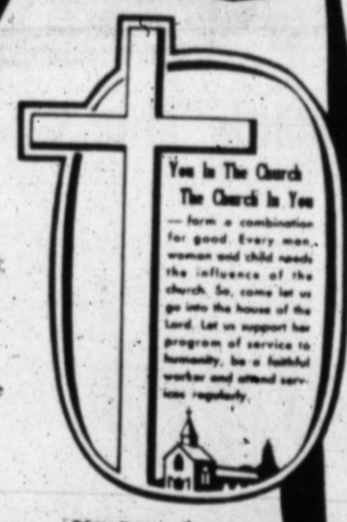 You In The Church
The Church In You
— form a combination
for good. Every man,
woman and child needs
the influence of the
church. So, come let us
go into the house of the
Lord. Let us support her
program of service to
humanity, be a faithful
worker and attend serv-
ices regularly.